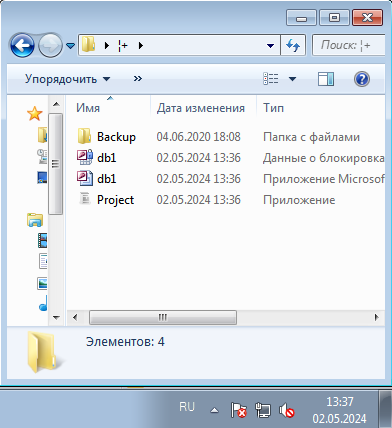 ¦+
Поиск: ¦+
Упорядочить
»
Имя Дата изменения Тип
Backup 04.06.2020 18:08 Папка с файлами
db1 02.05.2024 13:36 Данные о блокировка
db1 02.05.2024 13:36 Приложение Microsof
Project 02.05.2024 13:36 Приложение
Элементов: 4
RU
13:37
02.05.2024